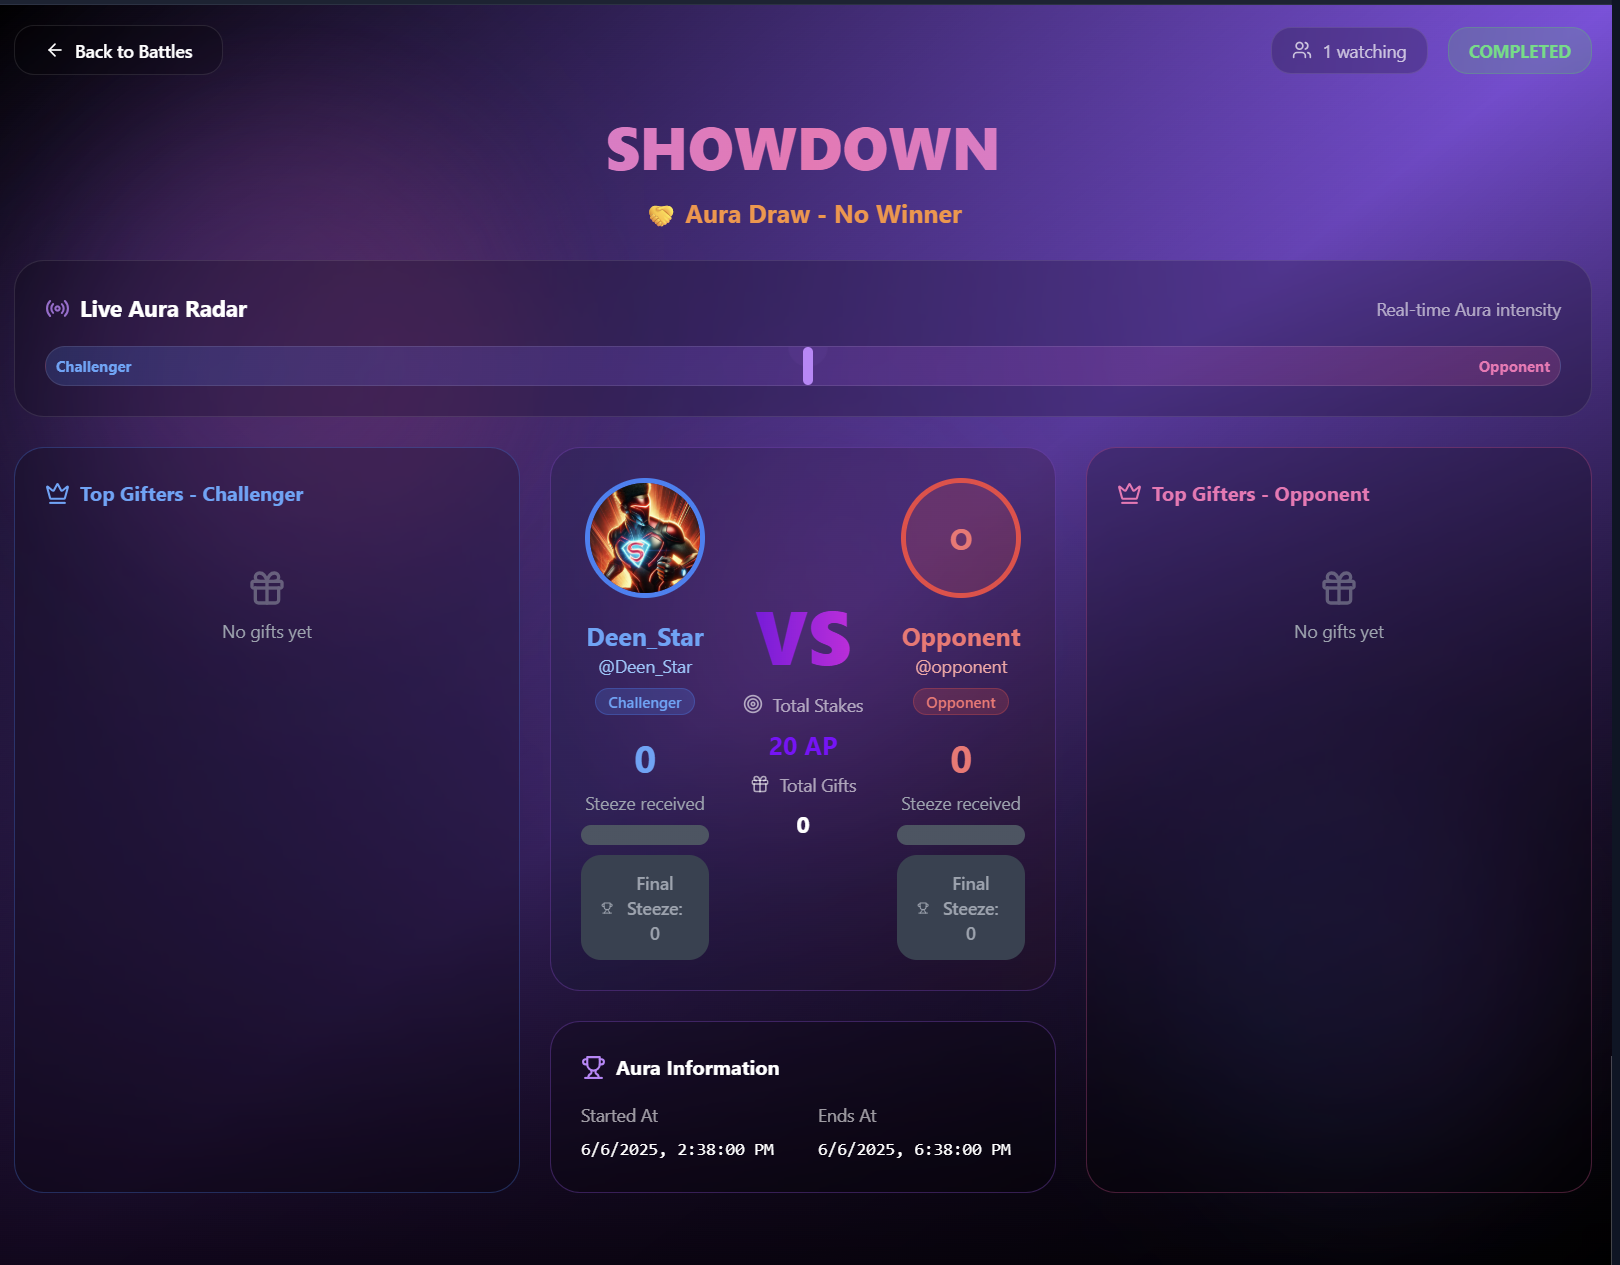 Back to Battles
1 watching
COMPLETED
SHOWDOWN
Aura Draw - No Winner
Live Aura Radar
Real-time Aura intensity
Challenger
Opponent
Top Gifters - Challenger
No gifts yet
S
Deen_Star
@Deen_Star
Challenger
0
Steeze received
Final
Steeze:
0
VS
Total Stakes
20 AP
Total Gifts
0
O
Opponent
@opponent
Opponent
0
Steeze received
Final
Steeze:
0
Top Gifters - Opponent
No gifts yet
Aura Information
Started At
6/6/2025, 2:38:00 PM
Ends At
6/6/2025, 6:38:00 PM